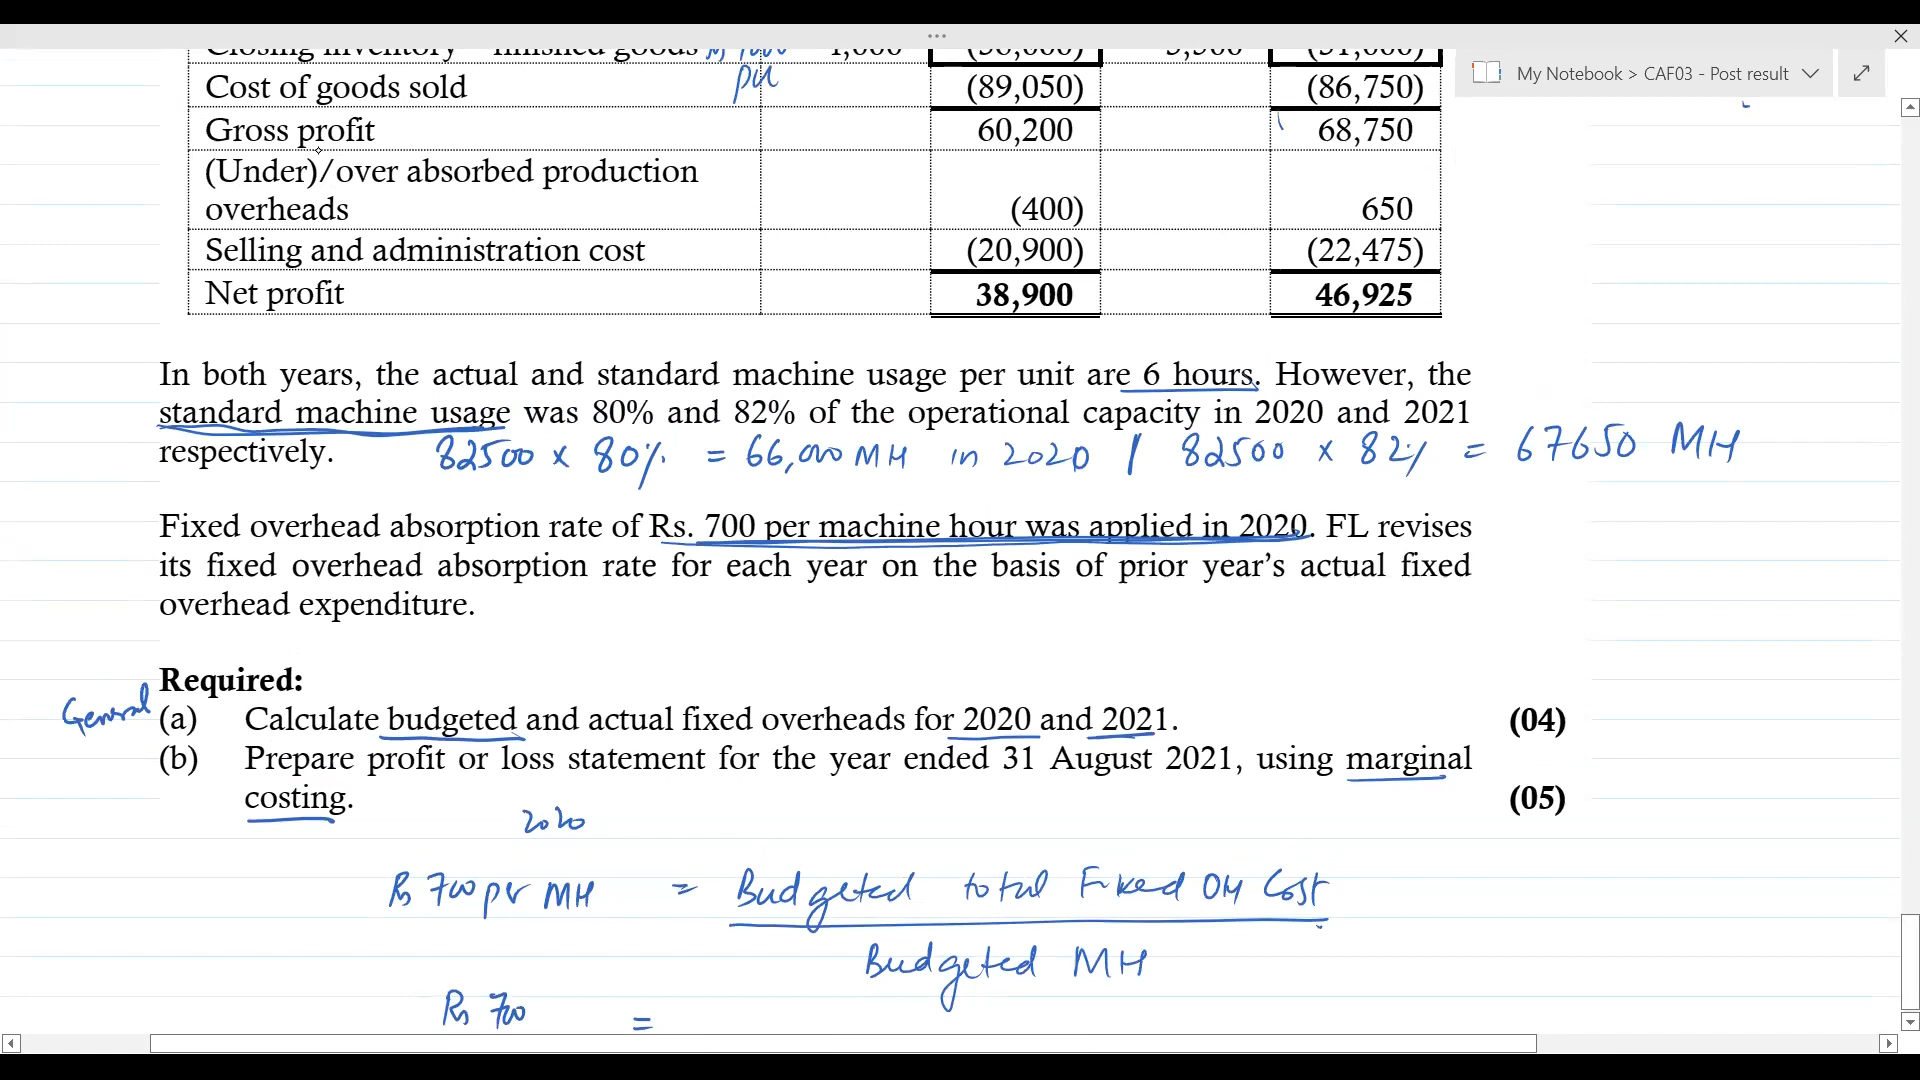 My Notebook > CAF03 - Post result
pu
Cost of goods sold (89,050) (86,750)
Gross profit 60,200 68,750
(Under)/over absorbed production
overheads (400) 650
Selling and administration cost (20,900) (22,475)
Net profit 38,900 46,925
In both years, the actual and standard machine usage per unit are 6 hours. However, the
standard machine usage was 80% and 82% of the operational capacity in 2020 and 2021
respectively. 82500 x 80% = 66,000 MH in 2020 / 82500 x 82% = 67650 MH
Fixed overhead absorption rate of Rs. 700 per machine hour was applied in 2020. FL revises
its fixed overhead absorption rate for each year on the basis of prior year's actual fixed
overhead expenditure.
Required:
General (a) Calculate budgeted and actual fixed overheads for 2020 and 2021. (04)
(b) Prepare profit or loss statement for the year ended 31 August 2021, using marginal
costing. (05)
2020
Rs 700 per MH = Budgeted total Fixed OH Cost
Budgeted MH
Rs 700 =